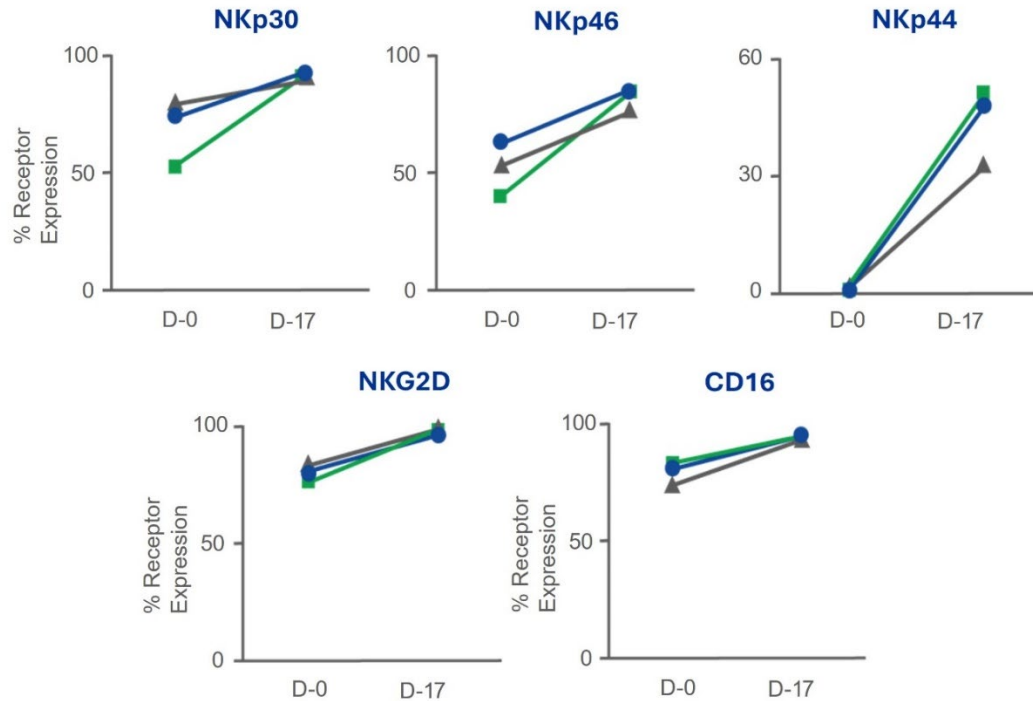 NKp30
NKp46
NKp44
% Receptor
Expression
100
50
0
D-0
D-17
100
50
0
D-0
D-17
60
30
0
D-0
D-17
NKG2D
CD16
% Receptor
Expression
100
50
0
D-0
D-17
% Receptor
Expression
100
50
0
D-0
D-17